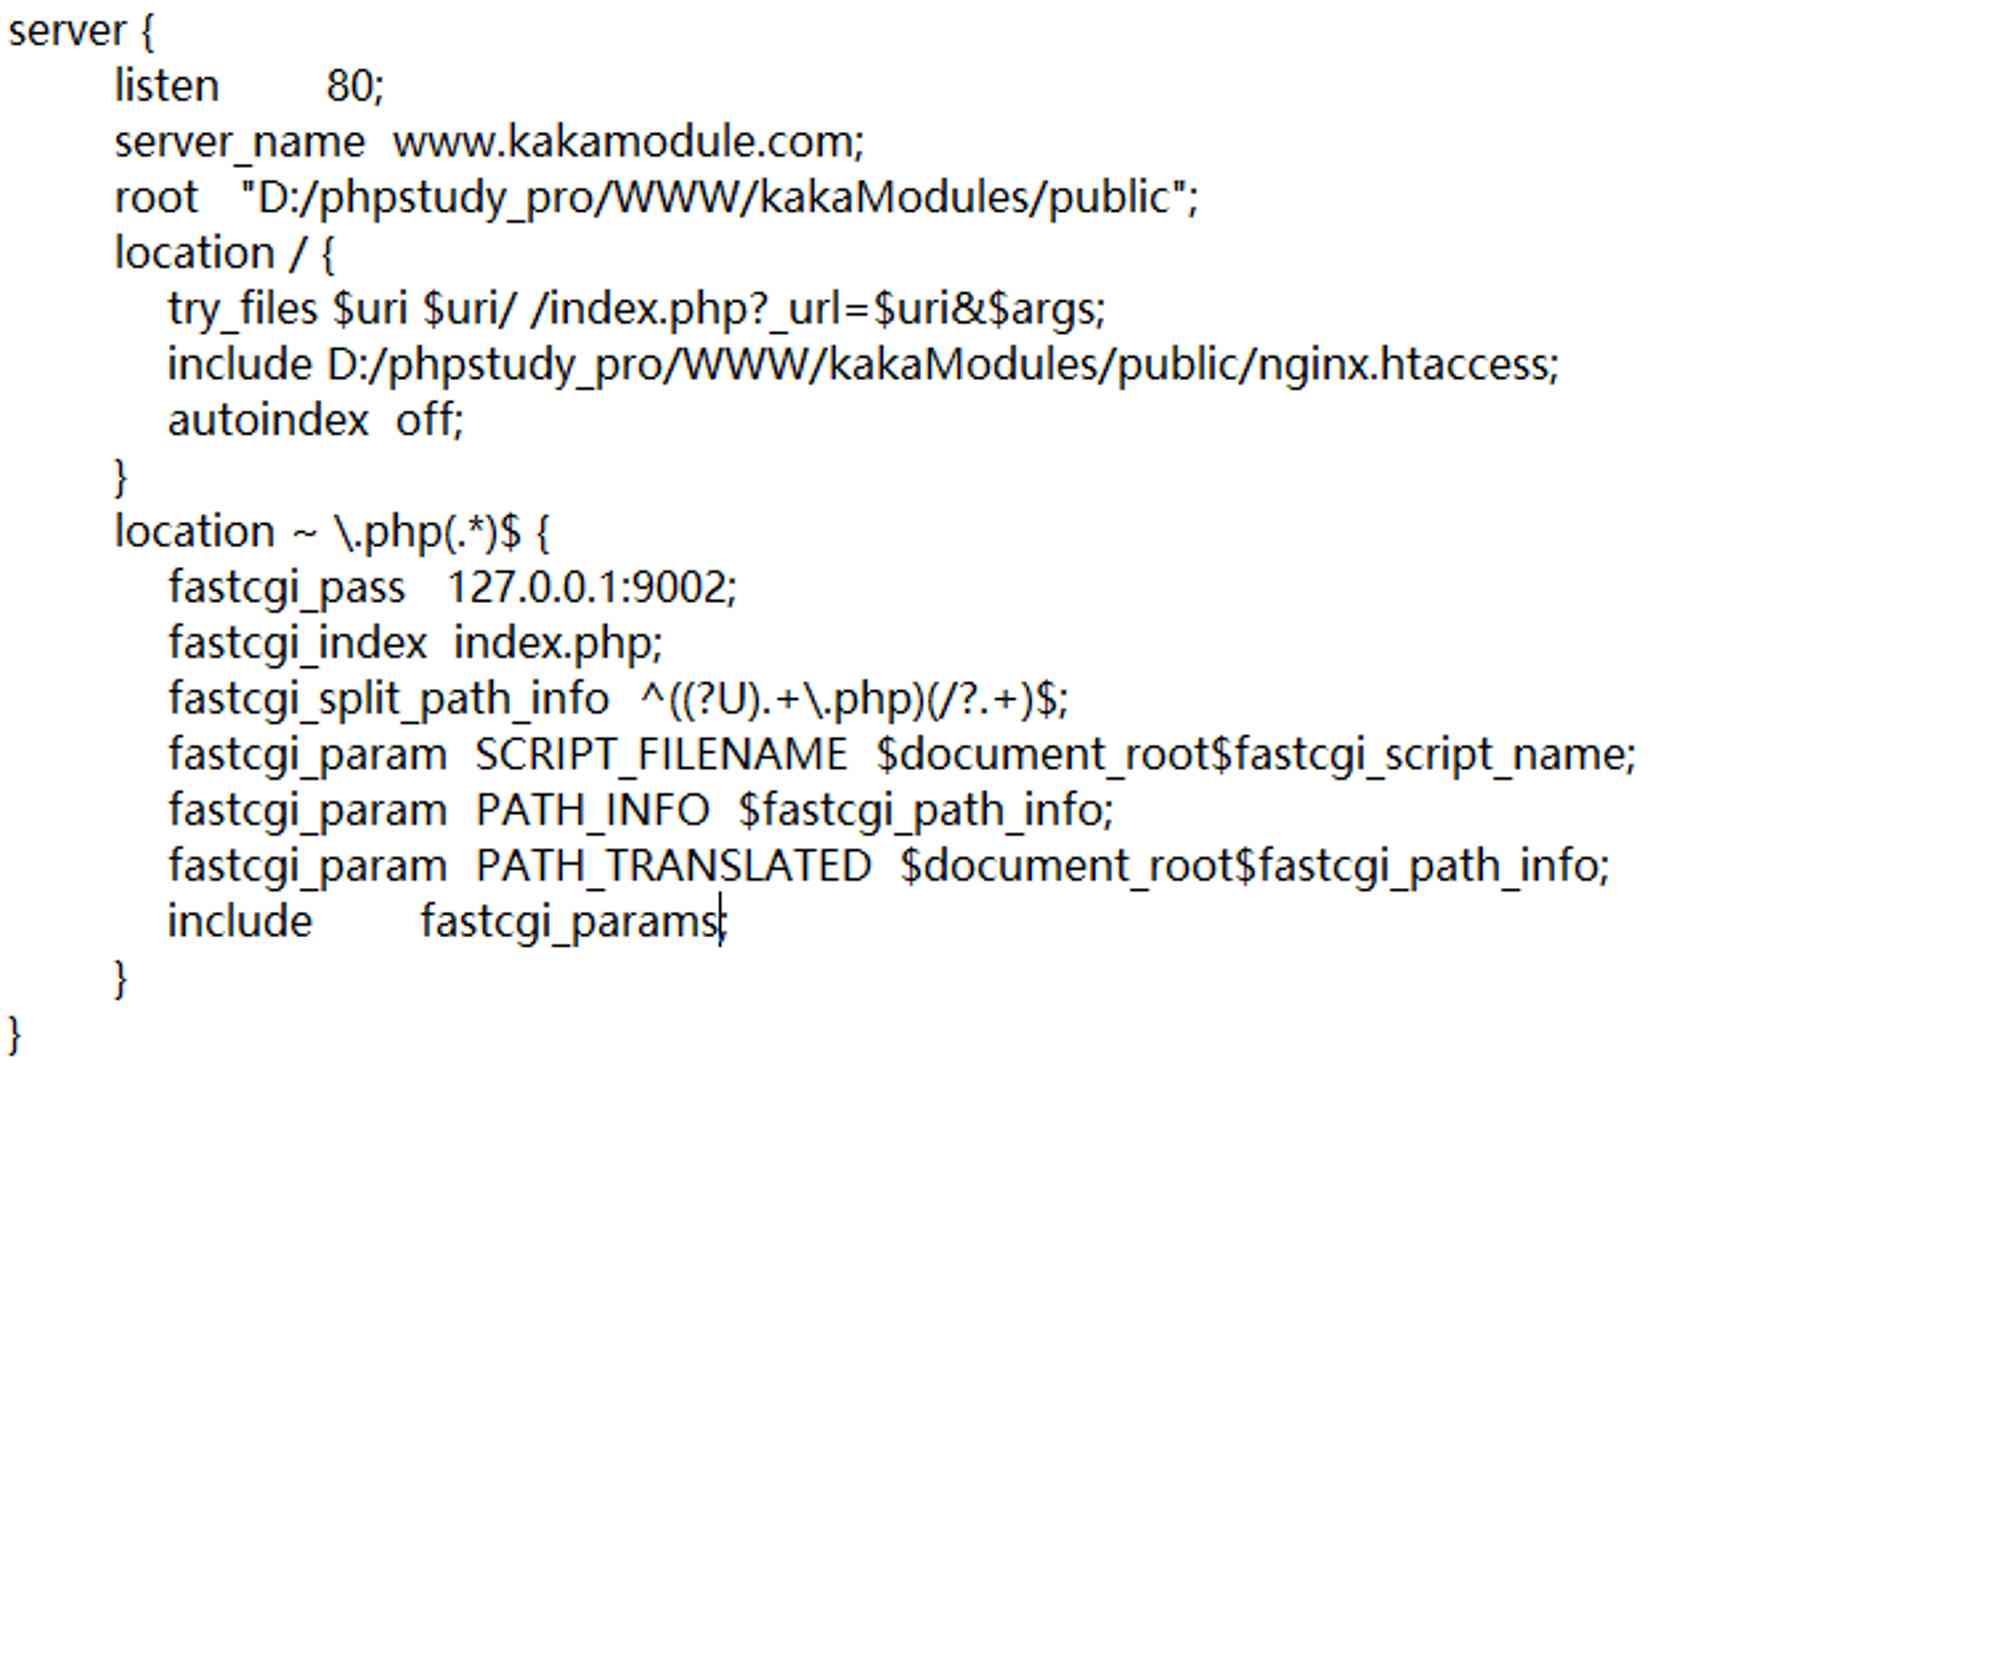 server {
listen        80;
server_name  www.kakamodule.com;
root   "D:/phpstudy_pro/WWW/kakaModules/public";
location / {
try_files $uri $uri/ /index.php?_url=$uri&$args;
include D:/phpstudy_pro/WWW/kakaModules/public/nginx.htaccess;
autoindex  off;
}
location ~ \.php(.*)$ {
fastcgi_pass   127.0.0.1:9002;
fastcgi_index  index.php;
fastcgi_split_path_info  ^((?U).+\.php)(/?.+)$;
fastcgi_param  SCRIPT_FILENAME  $document_root$fastcgi_script_name;
fastcgi_param  PATH_INFO  $fastcgi_path_info;
fastcgi_param  PATH_TRANSLATED  $document_root$fastcgi_path_info;
include        fastcgi_params;
}
}